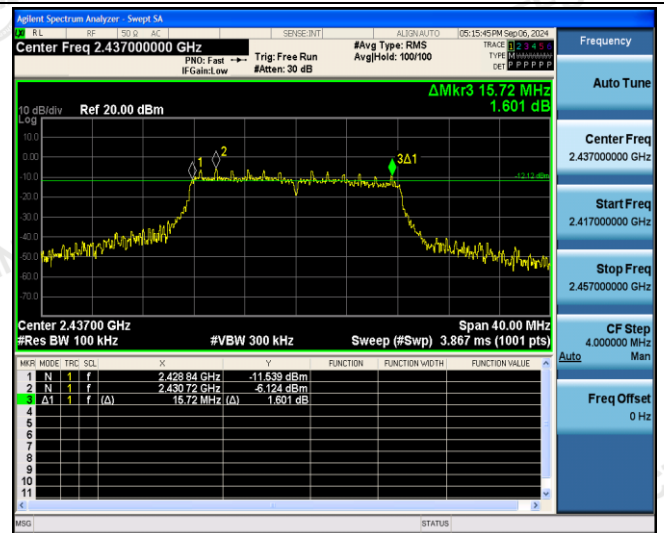 Agilent Spectrum Analyzer - Swept SA
RL RF 50 Ω AC SENSE:INT ALIGNAUTO 05:15:45PM Sep 06, 2024
Center Freq 2.437000000 GHz #Avg Type: RMS TRACE 1 2 3 4 5 6
PNO: Fast Trig: Free Run Avg|Hold: 100/100 TYPE
IFGain:Low #Atten: 30 dB DET P P P P P P
Frequency
Auto Tune
ΔMkr3 15.72 MHz
10 dB/div Ref 20.00 dBm 1.601 dB
Log
10.0
0.00
-10.0
-20.0
-30.0
-40.0
-50.0
-60.0
-70.0
1
2
3Δ1
-12.12 dBm
Center 2.43700 GHz Span 40.00 MHz
#Res BW 100 kHz #VBW 300 kHz Sweep (#Swp) 3.867 ms (1001 pts)
MKR MODE TRC SCL X Y FUNCTION FUNCTION WIDTH FUNCTION VALUE
1 N 1 f 2.428 84 GHz -11.539 dBm
2 N 1 f 2.430 72 GHz -6.124 dBm
3 Δ1 1 f (Δ) 15.72 MHz (Δ) 1.601 dB
4
5
6
7
8
9
10
11
Center Freq
2.437000000 GHz
Start Freq
2.417000000 GHz
Stop Freq
2.457000000 GHz
CF Step
4.000000 MHz
Auto Man
Freq Offset
0 Hz
MSG STATUS